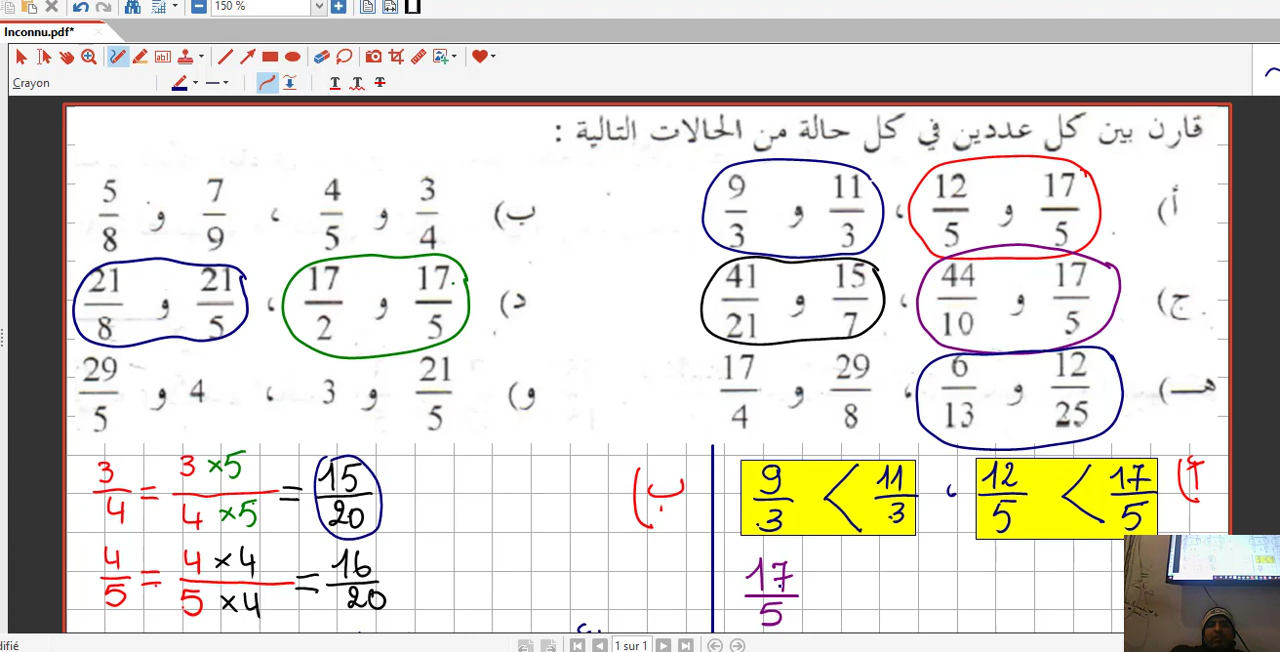 150 %
Inconnu.pdf*
Crayon
قارن بين كل عددين في كل حالة من الحالات التالية :
أ) 17/5 و 12/5 ، 11/3 و 9/3
ب) 3/4 و 4/5 ، 7/9 و 5/8
ج) 17/5 و 44/10 ، 15/7 و 41/21
د) 17/5 و 17/2 ، 21/5 و 21/8
هـ) 12/25 و 6/13 ، 29/8 و 17/4
و) 21/5 و 3 ، 4 و 29/5
أ) 12/5 < 17/5 ، 9/3 < 11/3
17/5
ب)
3/4 = 3 ×5/4 ×5 = 15/20
4/5 = 4 ×4/5 ×4 = 16/20
difié
1 sur 1